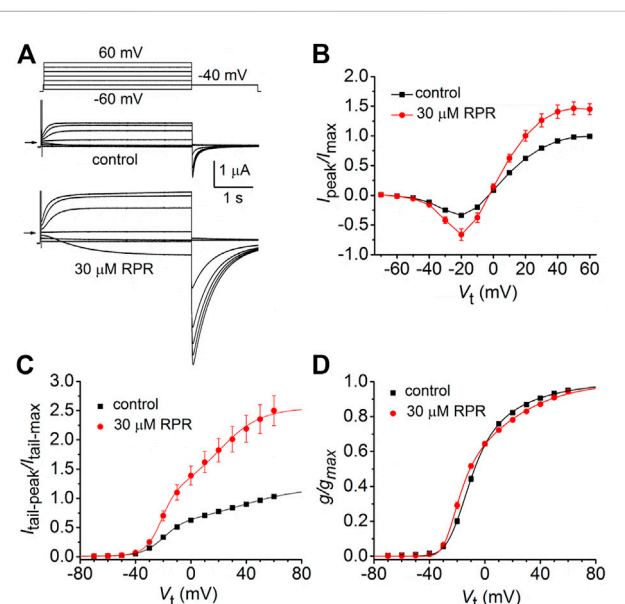 A
60 mV
-40 mV
-60 mV
control
1 µA
1 s
30 µM RPR
B
control
30 µM RPR
2.0
1.5
1.0
0.5
0.0
-0.5
-1.0
-60 -40 -20 0 20 40 60
Ipeak/Imax
Vt (mV)
C
control
30 µM RPR
3.0
2.5
2.0
1.5
1.0
0.5
0.0
-80 -40 0 40 80
Itail-peak/Itail-max
Vt (mV)
D
control
30 µM RPR
1.0
0.8
0.6
0.4
0.2
0.0
-80 -40 0 40 80
g/gmax
Vt (mV)